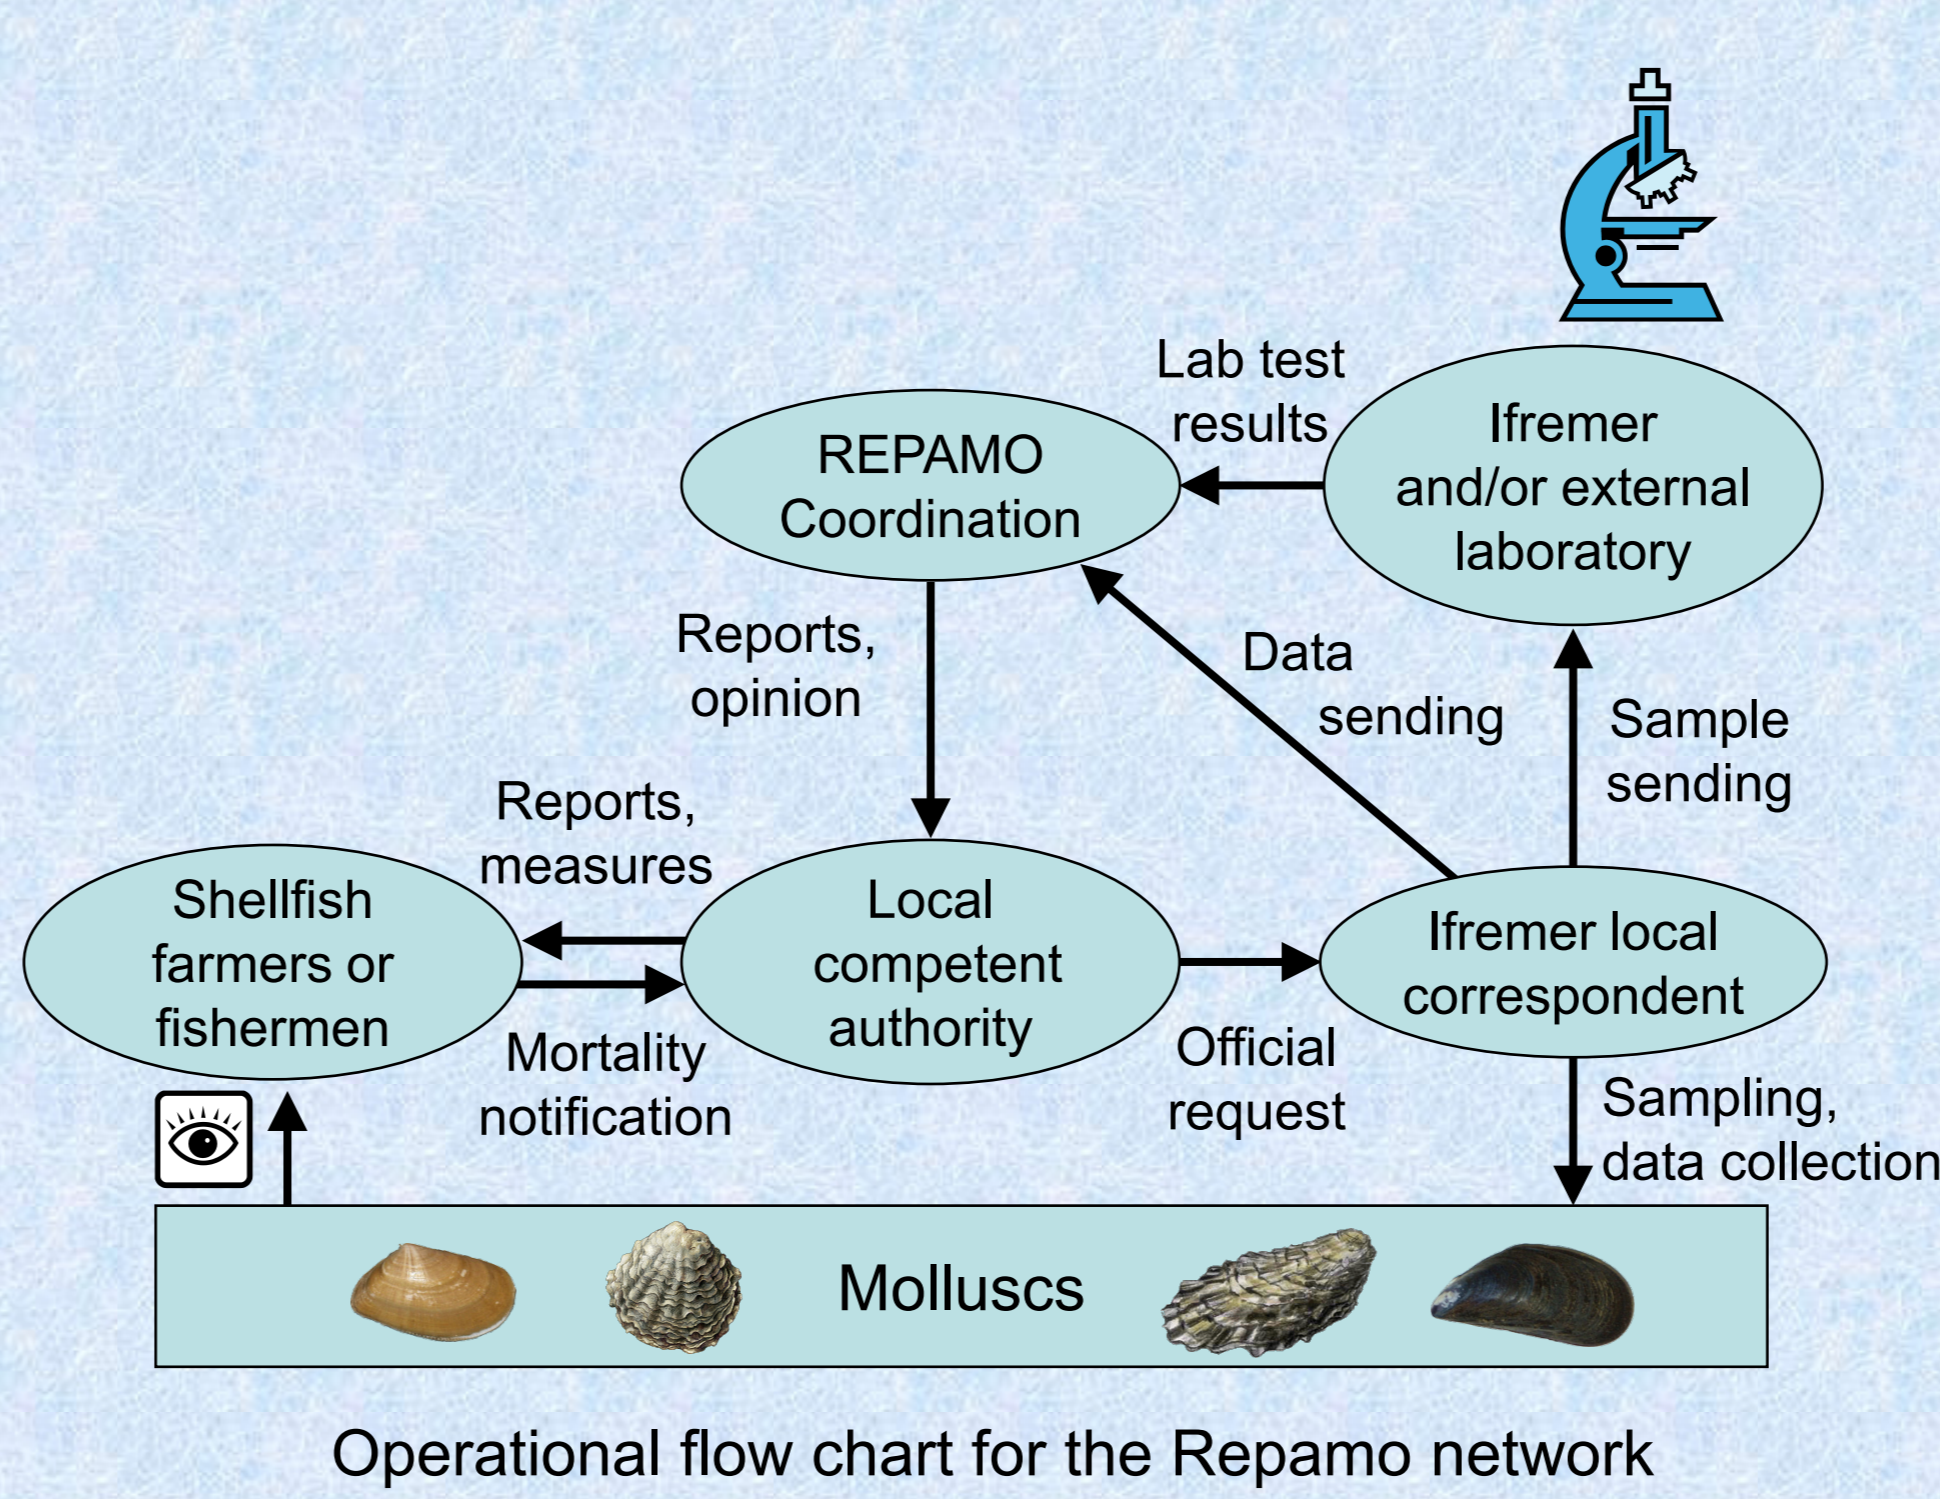 Lab test
results
Ifremer
and/or external
laboratory
REPAMO
Coordination
Reports,
opinion
Data
sending
Sample
sending
Reports,
measures
Shellfish
farmers or
fishermen
Local
competent
authority
Ifremer local
correspondent
Mortality
notification
Official
request
Sampling,
data collection
Molluscs
Operational flow chart for the Repamo network